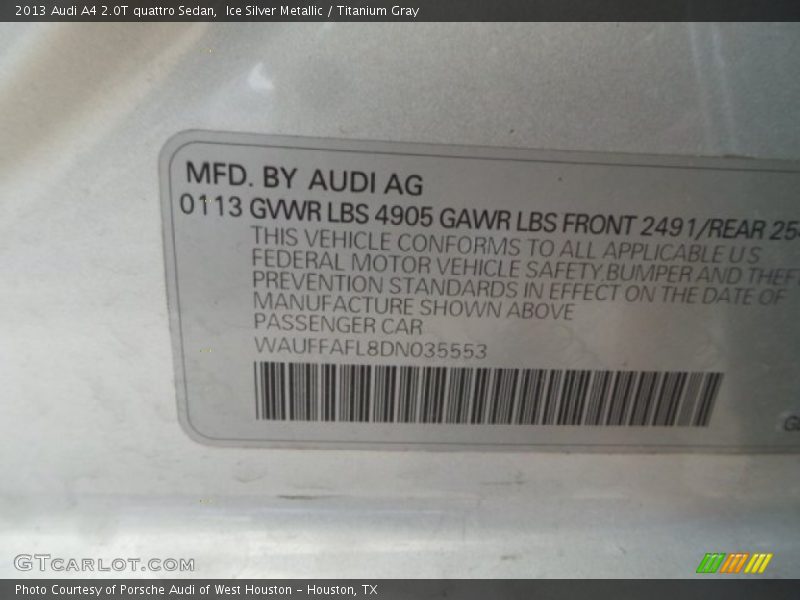 2013 Audi A4 2.0T quattro Sedan,  Ice Silver Metallic / Titanium Gray
MFD. BY AUDI AG
0113 GVWR LBS 4905 GAWR LBS FRONT 2491/REAR
THIS VEHICLE CONFORMS TO ALL APPLICABLE U S
FEDERAL MOTOR VEHICLE SAFETY,BUMPER AND THEFT
PREVENTION STANDARDS IN EFFECT ON THE DATE OF
MANUFACTURE SHOWN ABOVE
PASSENGER CAR
WAUFFAFL8DN035553
GTCARLOT.COM
Photo Courtesy of Porsche Audi of West Houston - Houston, TX